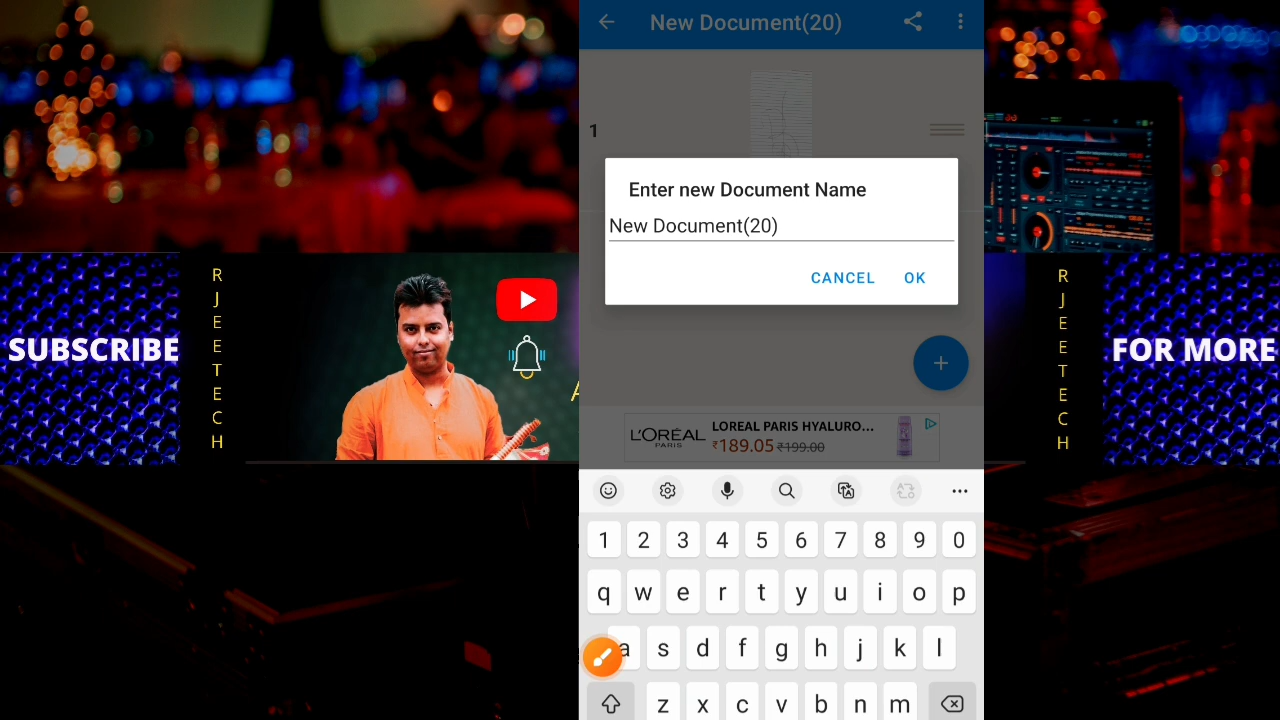 New Document(20)
1
Enter new Document Name
New Document(20)
CANCEL OK
SUBSCRIBE
R
J
E
E
T
E
C
H
A
R
J
E
E
T
E
C
H
FOR MORE
+
L'ORÉAL
PARIS
LOREAL PARIS HYALURO...
₹189.05 ₹199.00
1 2 3 4 5 6 7 8 9 0
q w e r t y u i o p
a s d f g h j k l
z x c v b n m